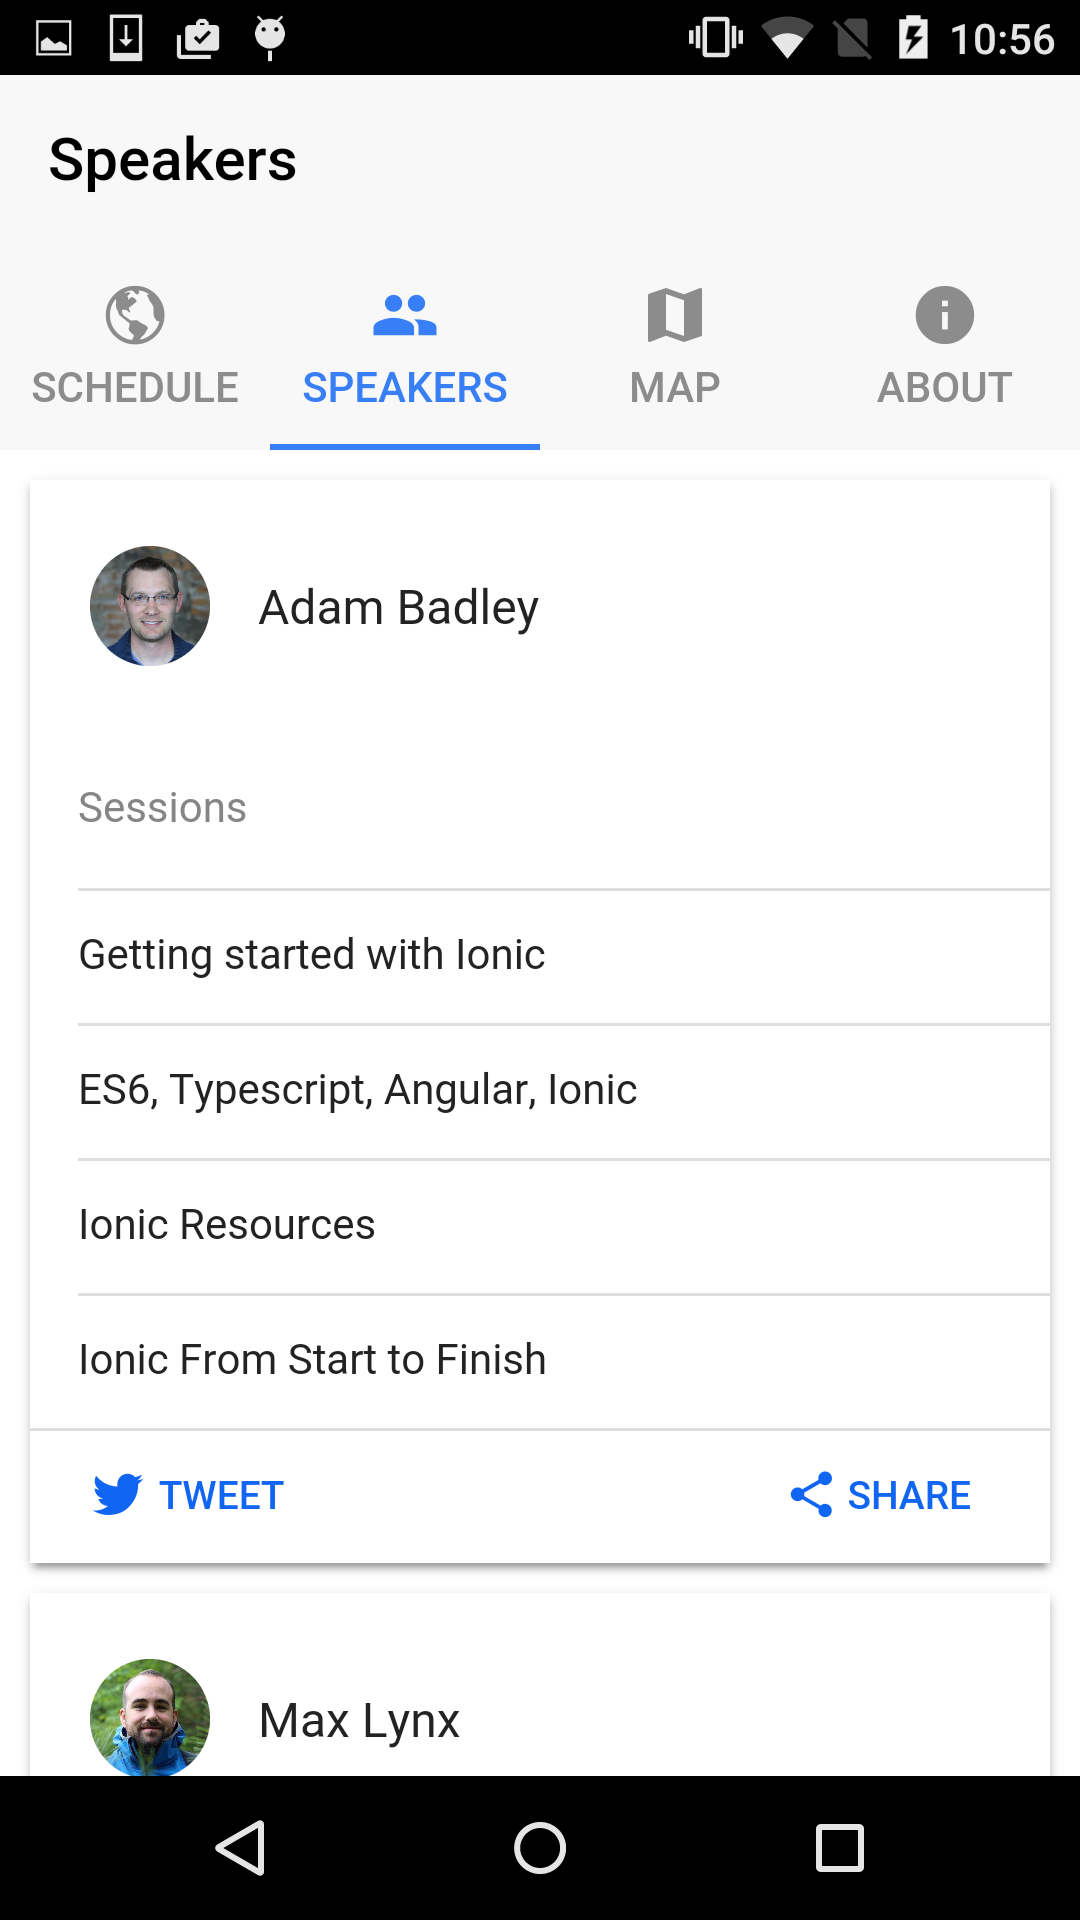 10:56
Speakers
SCHEDULE SPEAKERS MAP ABOUT
Adam Badley
Sessions
Getting started with Ionic
ES6, Typescript, Angular, Ionic
Ionic Resources
Ionic From Start to Finish
TWEET SHARE
Max Lynx